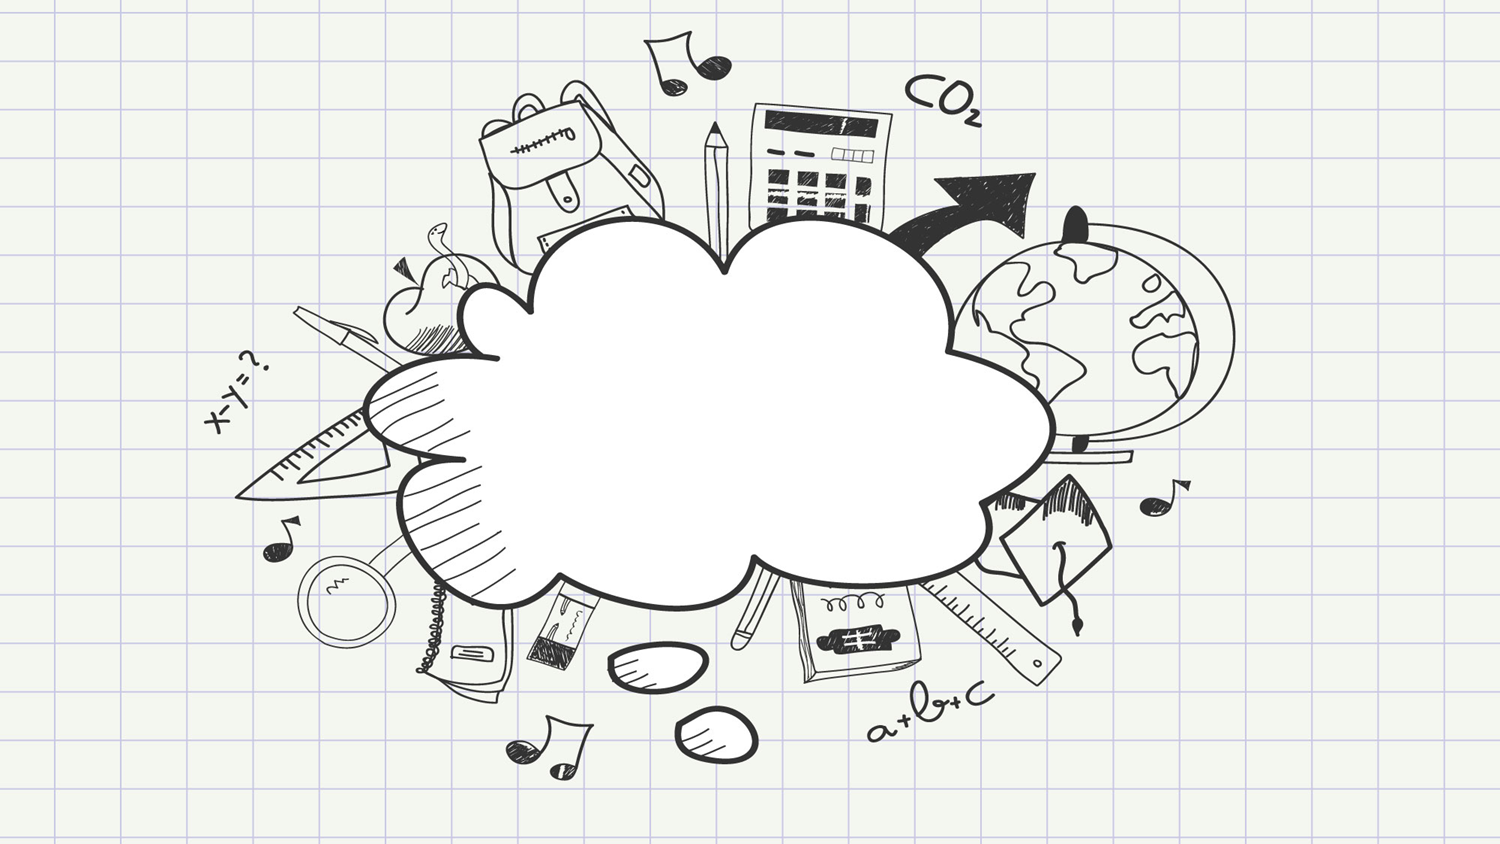 CO₂
x-y=?
a+b+c